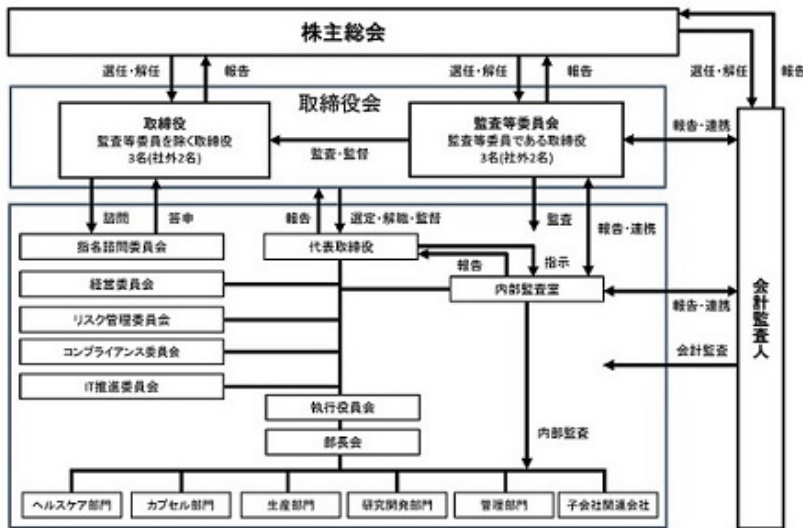 株主総会
選任・解任
報告
選任・解任
報告
選任・解任
報告
取締役会
取締役
監査等委員を除く取締役
3名(社外2名)
監査・監督
監査等委員会
監査等委員である取締役
3名(社外2名)
報告・連携
諮問
答申
報告
選定・解職・監督
監査
報告・連携
指名諮問委員会
代表取締役
指示
報告
経営委員会
内部監査室
報告・連携
会計監査人
リスク管理委員会
コンプライアンス委員会
会計監査
IT推進委員会
執行役員会
部長会
内部監査
ヘルスケア部門
カプセル部門
生産部門
研究開発部門
管理部門
子会社関連会社